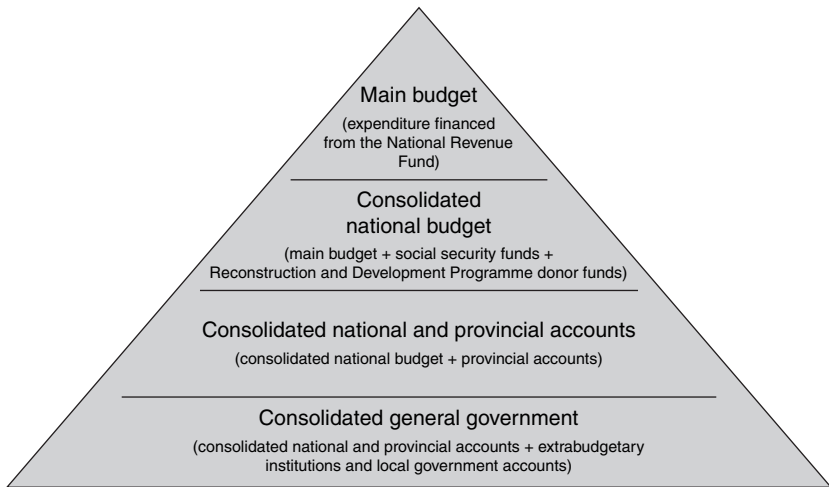 Main budget
(expenditure financed
from the National Revenue
Fund)
Consolidated
national budget
(main budget + social security funds +
Reconstruction and Development Programme donor funds)
Consolidated national and provincial accounts
(consolidated national budget + provincial accounts)
Consolidated general government
(consolidated national and provincial accounts + extrabudgetary
institutions and local government accounts)